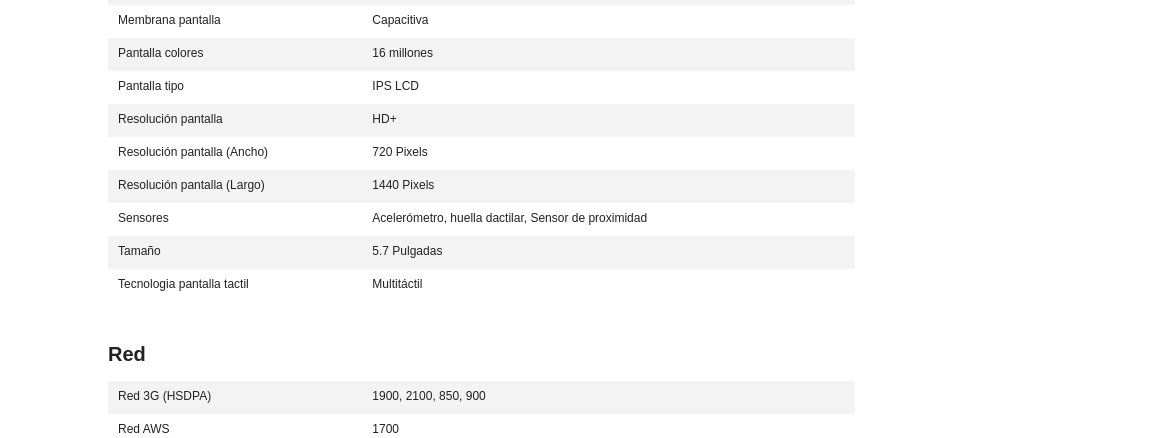 Membrana pantalla Capacitiva
Pantalla colores 16 millones
Pantalla tipo IPS LCD
Resolución pantalla HD+
Resolución pantalla (Ancho) 720 Pixels
Resolución pantalla (Largo) 1440 Pixels
Sensores Acelerómetro, huella dactilar, Sensor de proximidad
Tamaño 5.7 Pulgadas
Tecnologia pantalla tactil Multitáctil
Red
Red 3G (HSDPA) 1900, 2100, 850, 900
Red AWS 1700